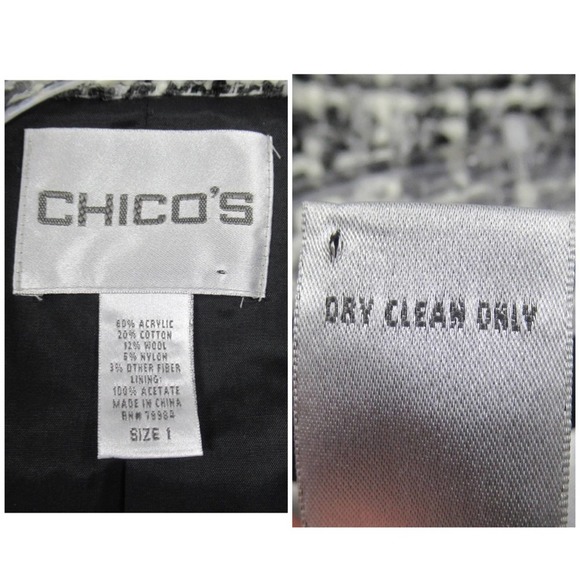 CHICO'S
60% ACRYLIC
20% COTTON
12% WOOL
5% NYLON
3% OTHER FIBER
LINING:
100% ACETATE
MADE IN CHINA
SIZE 1
DRY CLEAN ONLY